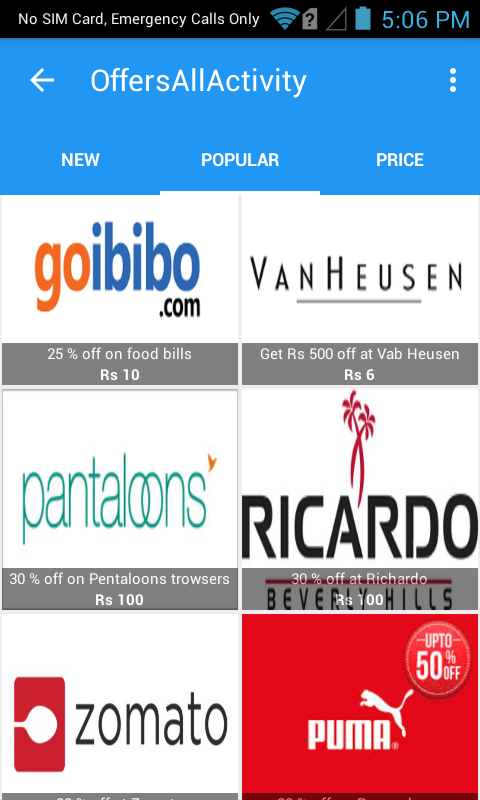 No SIM Card, Emergency Calls Only
5:06 PM
OffersAllActivity
NEW
POPULAR
PRICE
goibibo
.com
25 % off on food bills
Rs 10
VANHEUSEN
Get Rs 500 off at Vab Heusen
Rs 6
pantaloons
30 % off on Pentaloons trowsers
Rs 100
RICARDO
BEVERLY HILLS
30 % off at Richardo
Rs 100
zomato
UPTO
50%
OFF
PUMA